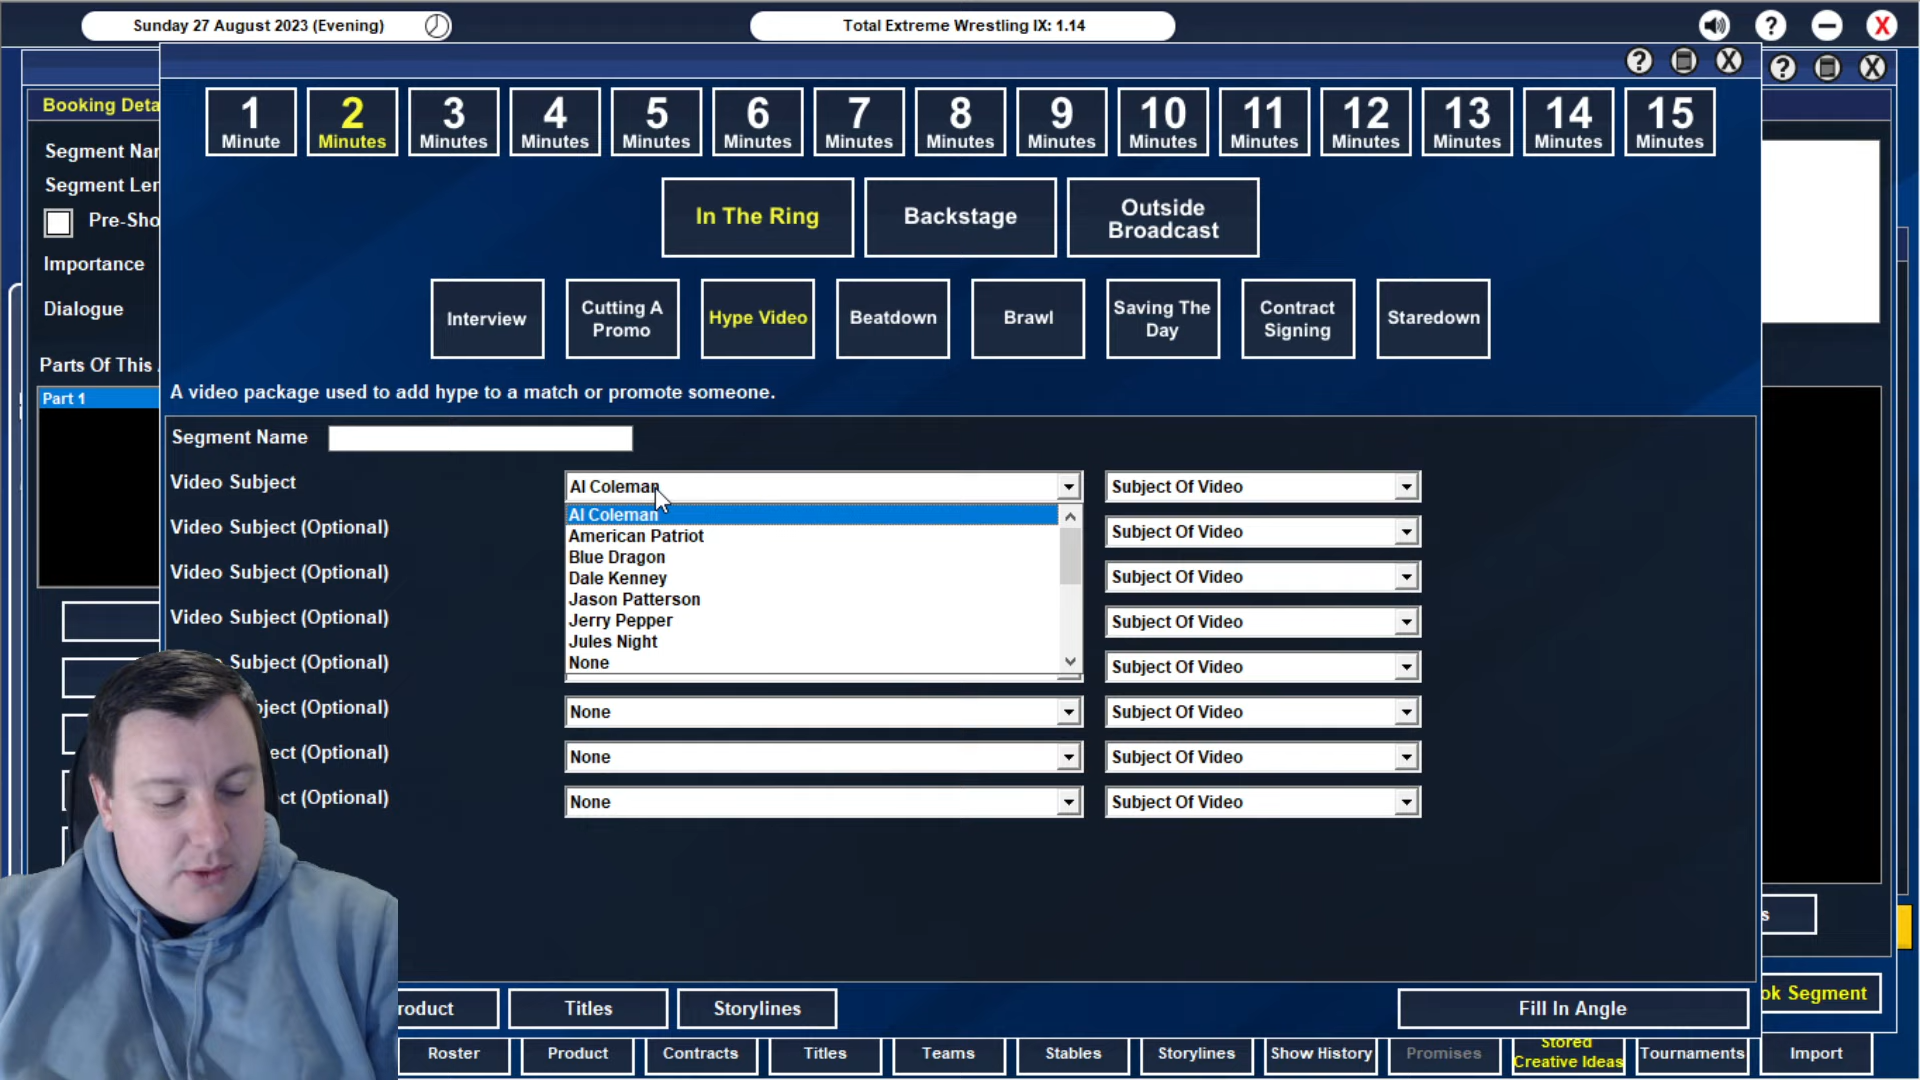 Sunday 27 August 2023 (Evening)
Total Extreme Wrestling IX: 1.14
?
X
?
X
?
X
Booking Deta
Segment Nar
Segment Ler
Pre-Sho
Importance
Dialogue
Parts Of This
Part 1
1 Minute
2 Minutes
3 Minutes
4 Minutes
5 Minutes
6 Minutes
7 Minutes
8 Minutes
9 Minutes
10 Minutes
11 Minutes
12 Minutes
13 Minutes
14 Minutes
15 Minutes
In The Ring
Backstage
Outside
Broadcast
Interview
Cutting A
Promo
Hype Video
Beatdown
Brawl
Saving The
Day
Contract
Signing
Staredown
A video package used to add hype to a match or promote someone.
Segment Name
Video Subject
Al Coleman
Subject Of Video
Al Coleman
American Patriot
Blue Dragon
Dale Kenney
Jason Patterson
Jerry Pepper
Jules Night
None
Video Subject (Optional)
Subject Of Video
Video Subject (Optional)
Subject Of Video
Video Subject (Optional)
Subject Of Video
Subject (Optional)
Subject Of Video
bject (Optional)
None
Subject Of Video
ect (Optional)
None
Subject Of Video
ct (Optional)
None
Subject Of Video
s
roduct
Titles
Storylines
Fill In Angle
ok Segment
Roster
Product
Contracts
Titles
Teams
Stables
Storylines
Show History
Promises
Stored
Creative Ideas
Tournaments
Import